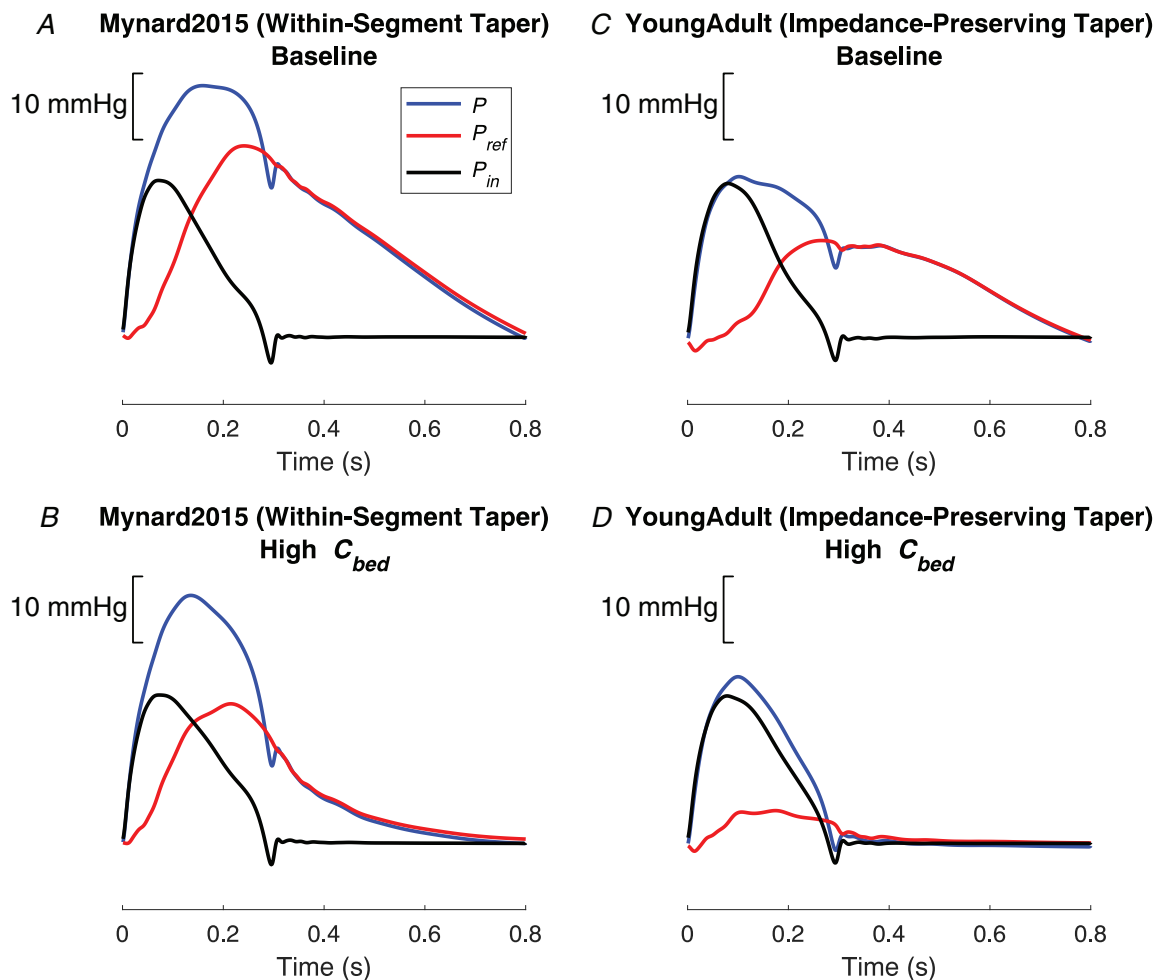 A Mynard2015 (Within-Segment Taper)
Baseline
10 mmHg
P
P_ref
P_in
0 0.2 0.4 0.6 0.8
Time (s)
C YoungAdult (Impedance-Preserving Taper)
Baseline
10 mmHg
0 0.2 0.4 0.6 0.8
Time (s)
B Mynard2015 (Within-Segment Taper)
High C_bed
10 mmHg
0 0.2 0.4 0.6 0.8
Time (s)
D YoungAdult (Impedance-Preserving Taper)
High C_bed
10 mmHg
0 0.2 0.4 0.6 0.8
Time (s)